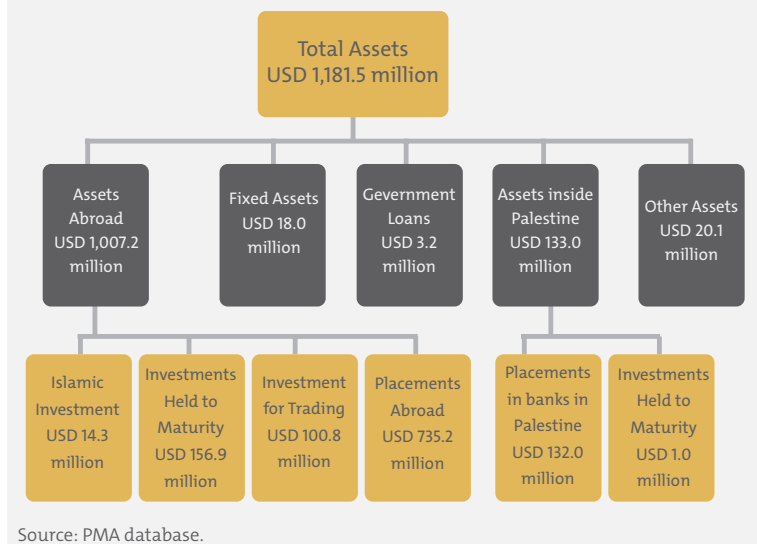 Total Assets
USD 1,181.5 million
Assets
Abroad
USD 1,007.2
million
Fixed Assets
USD 18.0
million
Gevernment
Loans
USD 3.2
million
Assets inside
Palestine
USD 133.0
million
Other Assets
USD 20.1
million
Islamic
Investment
USD 14.3
million
Investments
Held to
Maturity
USD 156.9
million
Investment
for Trading
USD 100.8
million
Placements
Abroad
USD 735.2
million
Placements
in banks in
Palestine
USD 132.0
million
Investments
Held to
Maturity
USD 1.0
million
Source: PMA database.